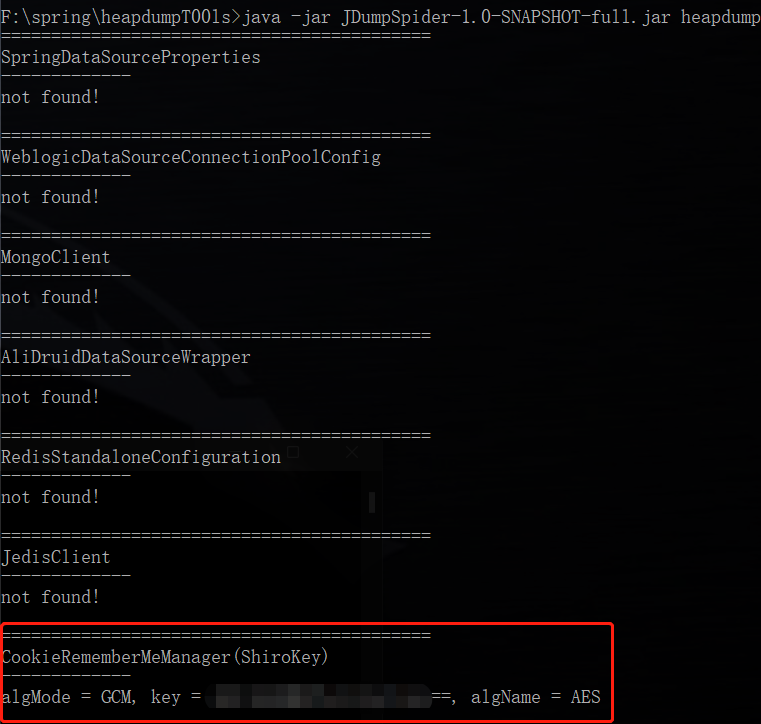 F:\spring\heapdumpT00ls>java -jar JDumpSpider-1.0-SNAPSHOT-full.jar heapdump
===========================================
SpringDataSourceProperties
-------------
not found!
===========================================
WeblogicDataSourceConnectionPoolConfig
-------------
not found!
===========================================
MongoClient
-------------
not found!
===========================================
AliDruidDataSourceWrapper
-------------
not found!
===========================================
RedisStandaloneConfiguration
-------------
not found!
===========================================
JedisClient
-------------
not found!
===========================================
CookieRememberMeManager(ShiroKey)
-------------
algMode = GCM, key = ==, algName = AES